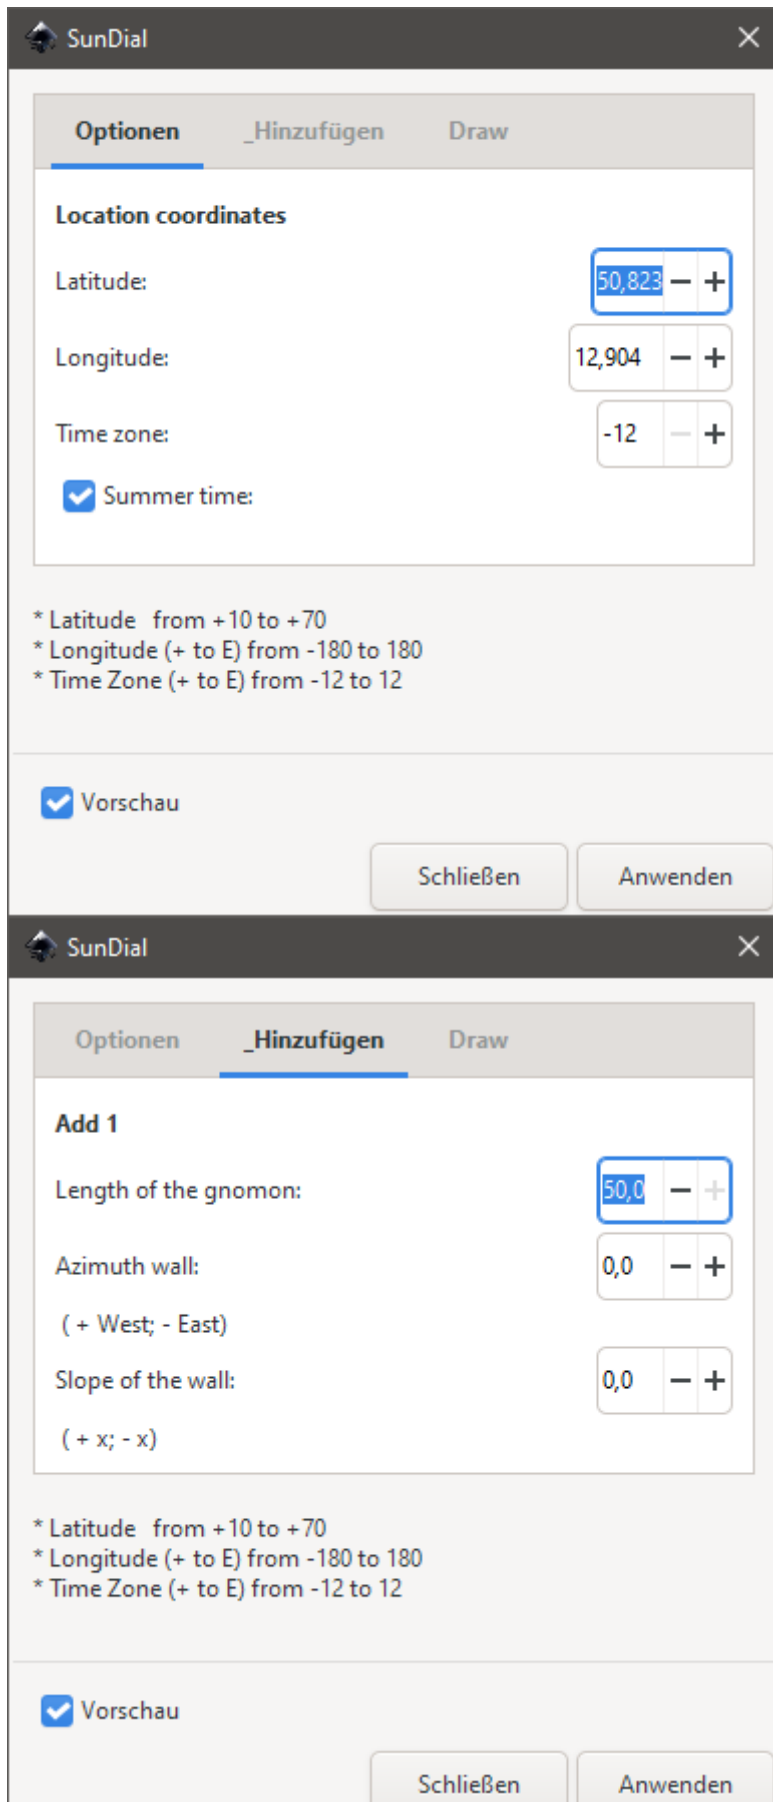 SunDial
Optionen _Hinzufügen Draw
Location coordinates
Latitude: 50,823
Longitude: 12,904
Time zone: -12
Summer time:
* Latitude from +10 to +70
* Longitude (+ to E) from -180 to 180
* Time Zone (+ to E) from -12 to 12
Vorschau
Schließen Anwenden
SunDial
Optionen _Hinzufügen Draw
Add 1
Length of the gnomon: 50,0
Azimuth wall: 0,0
( + West; - East)
Slope of the wall: 0,0
( + x; - x)
* Latitude from +10 to +70
* Longitude (+ to E) from -180 to 180
* Time Zone (+ to E) from -12 to 12
Vorschau
Schließen Anwenden